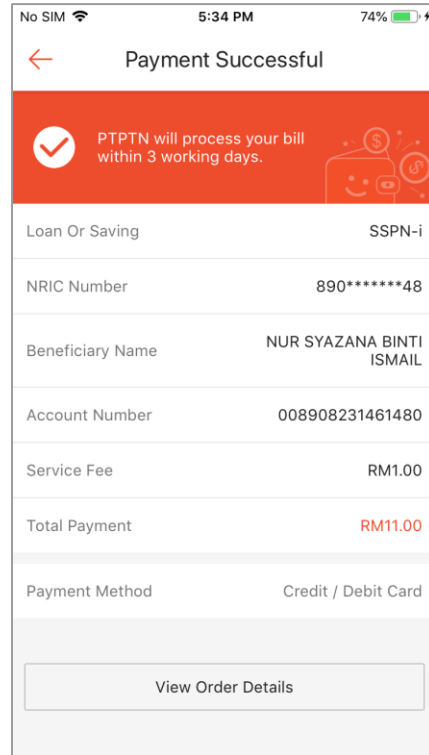 No SIM 5:34 PM 74%
Payment Successful
PTPTN will process your bill
within 3 working days.
Loan Or Saving SSPN-i
NRIC Number 890*******48
Beneficiary Name NUR SYAZANA BINTI
ISMAIL
Account Number 008908231461480
Service Fee RM1.00
Total Payment RM11.00
Payment Method Credit / Debit Card
View Order Details